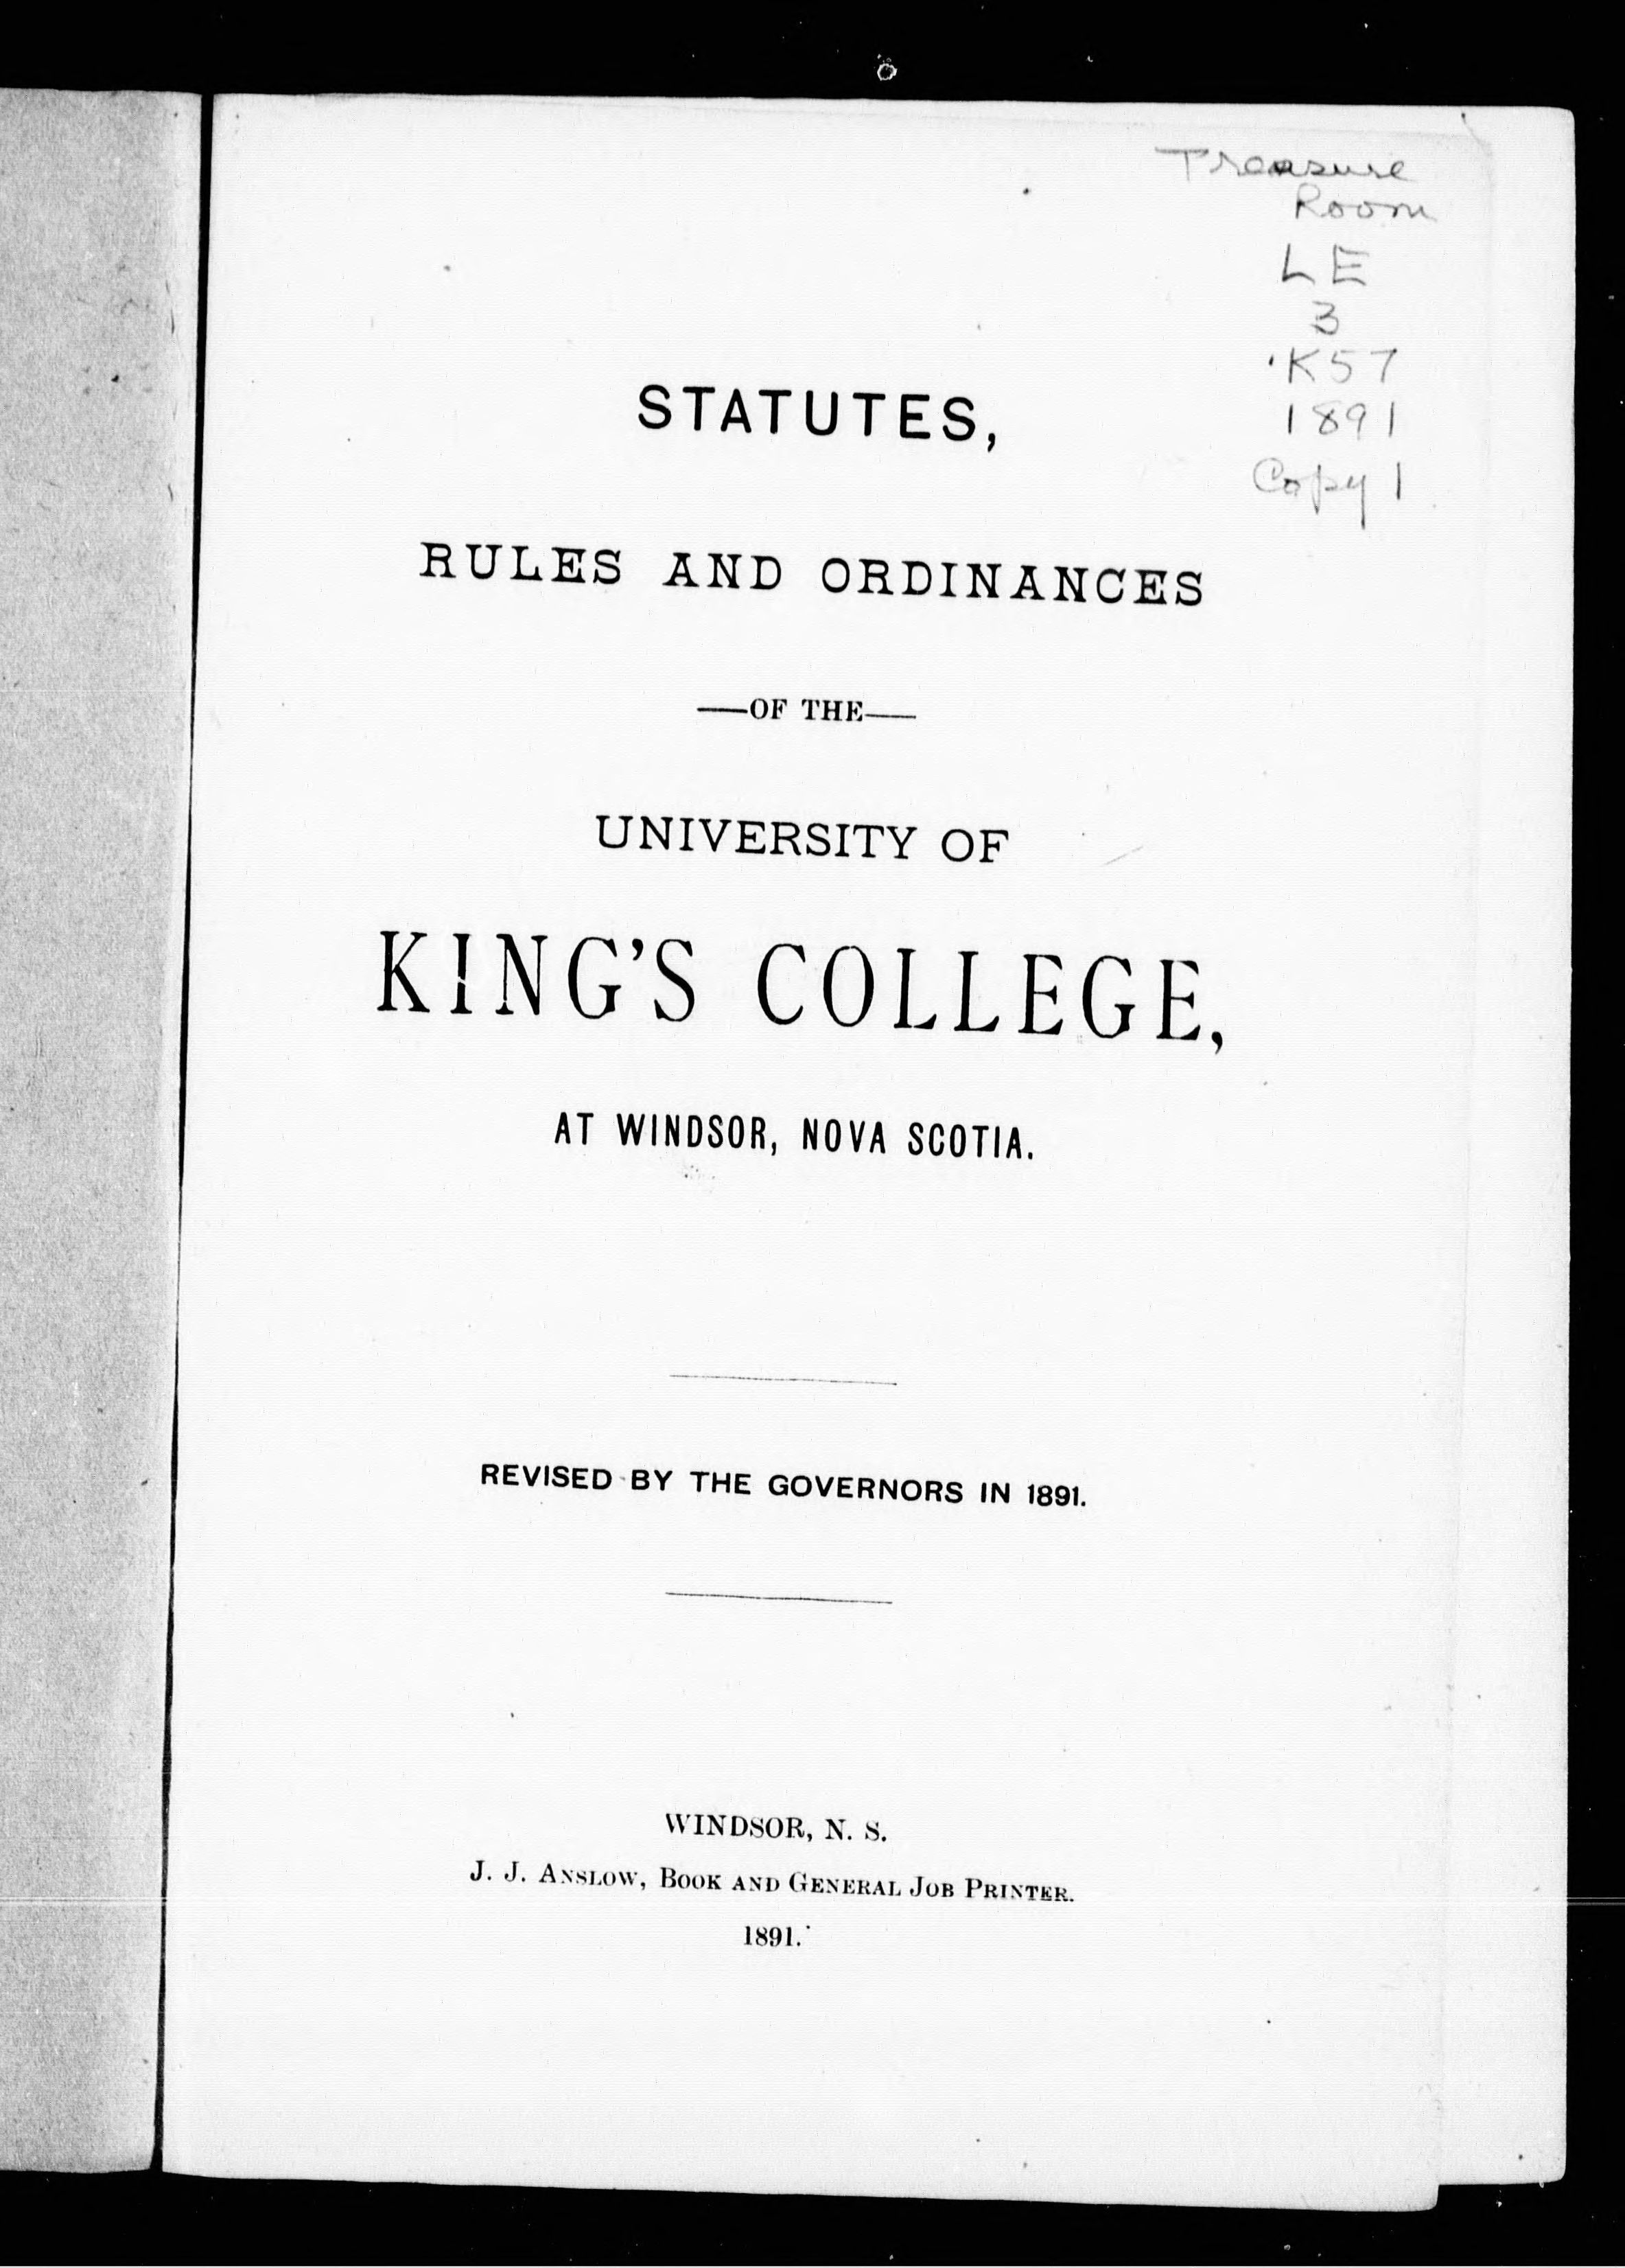 Treasure
Room
LE
3
.K57
1891
Copy 1
STATUTES,
RULES AND ORDINANCES
—OF THE—
UNIVERSITY OF
KING'S COLLEGE,
AT WINDSOR, NOVA SCOTIA.
REVISED BY THE GOVERNORS IN 1891.
WINDSOR, N. S.
J. J. ANSLOW, BOOK AND GENERAL JOB PRINTER.
1891.